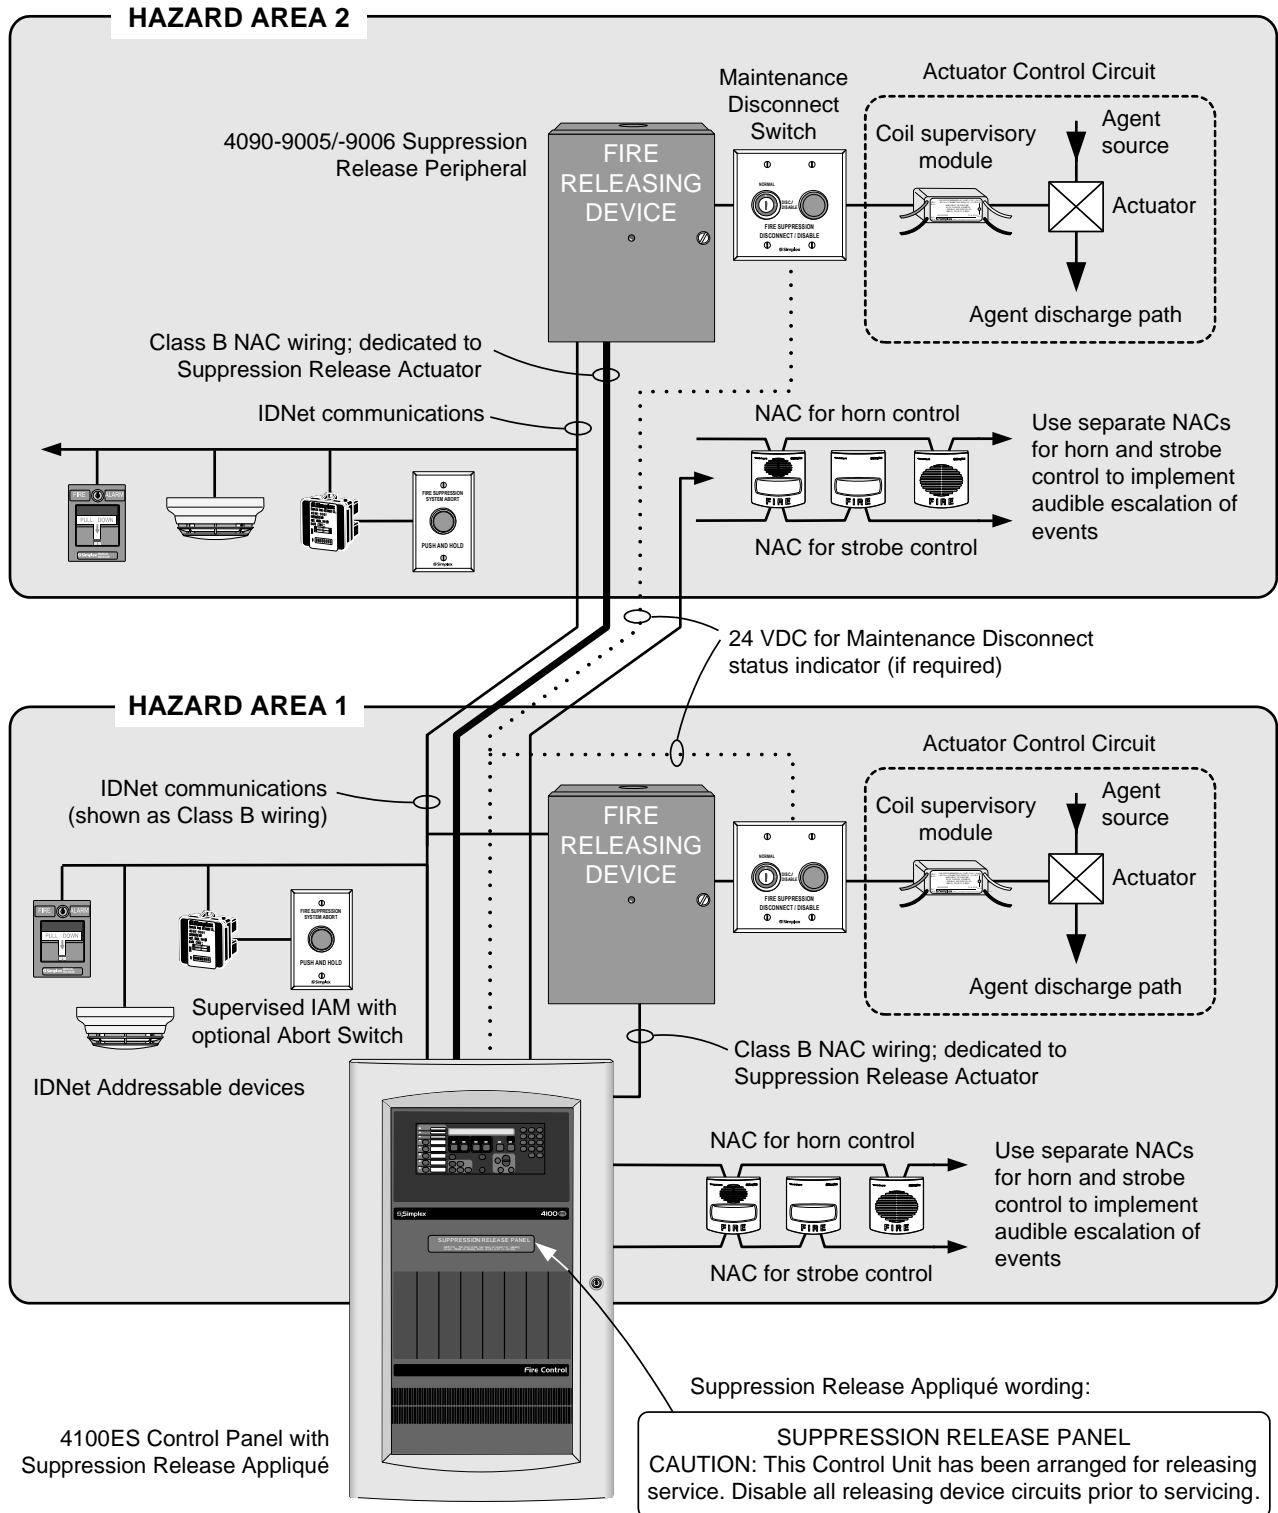 HAZARD AREA 2
Maintenance
Disconnect
Switch
Actuator Control Circuit
4090-9005/-9006 Suppression
Release Peripheral
FIRE
RELEASING
DEVICE
NORMAL
DISC./
DISABLE
FIRE SUPPRESSION
DISCONNECT / DISABLE
Simplex
Coil supervisory
module
Agent
source
Actuator
Agent discharge path
Class B NAC wiring; dedicated to
Suppression Release Actuator
IDNet communications
FIRE ALARM
PULL DOWN
Simplex
FIRE SUPPRESSION
SYSTEM ABORT
PUSH AND HOLD
Simplex
NAC for horn control
FIRE
FIRE
FIRE
NAC for strobe control
Use separate NACs
for horn and strobe
control to implement
audible escalation of
events
24 VDC for Maintenance Disconnect
status indicator (if required)
HAZARD AREA 1
IDNet communications
(shown as Class B wiring)
FIRE
RELEASING
DEVICE
NORMAL
DISC./
DISABLE
FIRE SUPPRESSION
DISCONNECT / DISABLE
Simplex
Actuator Control Circuit
Coil supervisory
module
Agent
source
Actuator
Agent discharge path
FIRE ALARM
PULL DOWN
Simplex
FIRE SUPPRESSION
SYSTEM ABORT
PUSH AND HOLD
Simplex
Supervised IAM with
optional Abort Switch
IDNet Addressable devices
Class B NAC wiring; dedicated to
Suppression Release Actuator
NAC for horn control
FIRE
FIRE
FIRE
NAC for strobe control
Use separate NACs
for horn and strobe
control to implement
audible escalation of
events
Simplex
4100
SUPPRESSION RELEASE PANEL
Fire Control
4100ES Control Panel with
Suppression Release Appliqué
Suppression Release Appliqué wording:
SUPPRESSION RELEASE PANEL
CAUTION: This Control Unit has been arranged for releasing
service. Disable all releasing device circuits prior to servicing.